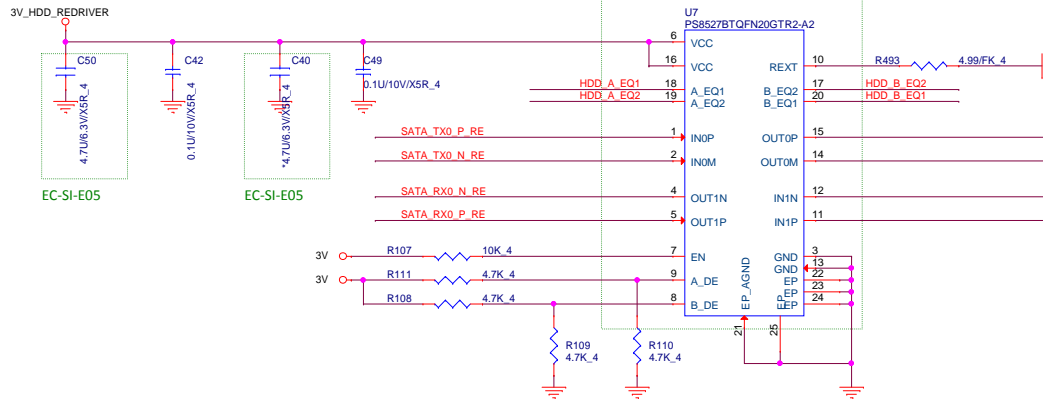 3V_HDD_REDRIVER
U7
PS8527BTQFN20GTR2-A2
C50
4.7U/6.3V/X5R_4
C42
0.1U/10V/X5R_4
C40
*4.7U/6.3V/X5R_4
C49
0.1U/10V/X5R_4
EC-SI-E05
EC-SI-E05
6 VCC
16 VCC
REXT 10 R493 4.99/FK_4
HDD_A_EQ1 18 A_EQ1
HDD_A_EQ2 19 A_EQ2
B_EQ2 17 HDD_B_EQ2
B_EQ1 20 HDD_B_EQ1
SATA_TX0_P_RE 1 IN0P OUT0P 15
SATA_TX0_N_RE 2 IN0M OUT0M 14
SATA_RX0_N_RE 4 OUT1N IN1N 12
SATA_RX0_P_RE 5 OUT1P IN1P 11
3V R107 10K_4 7 EN
3V R111 4.7K_4 9 A_DE
R108 4.7K_4 8 B_DE
GND 3
GND 13
EP 22
EP 23
EP 24
EP_AGND 21
EP 25
R109
4.7K_4
R110
4.7K_4